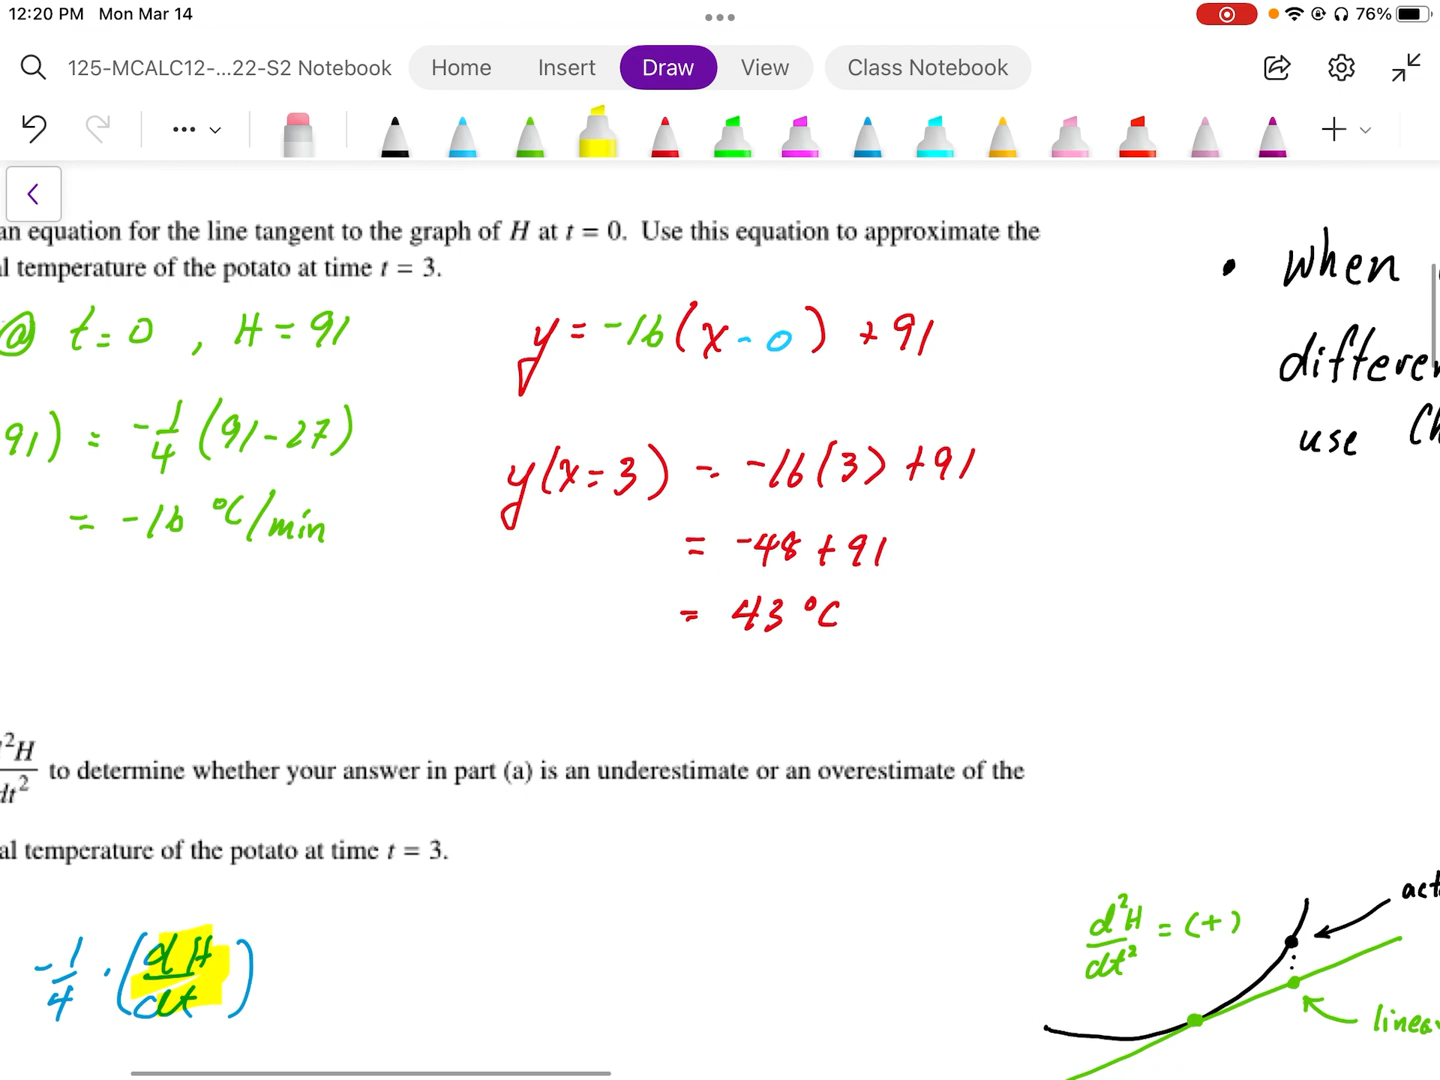 12:20 PM Mon Mar 14
76%
125-MCALC12-...22-S2 Notebook Home Insert Draw View Class Notebook
an equation for the line tangent to the graph of H at t = 0. Use this equation to approximate the
l temperature of the potato at time t = 3.
@ t=0 , H=91
91) = -1/4 (91-27)
= -16 °C/min
y = -16(x-0) + 91
y(x=3) = -16(3) +91
= -48 + 91
= 43 °C
• when
differen
use Ch
²H/dt² to determine whether your answer in part (a) is an underestimate or an overestimate of the
al temperature of the potato at time t = 3.
-1/4 · (dH/dt)
d²H/dt² = (+)
act
linea